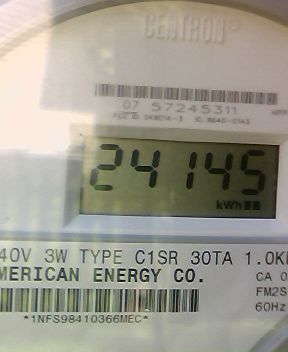 CENTRON®
07 57245311
24145
kWh
40V 3W TYPE C1SR 30TA 1.0K
MERICAN ENERGY CO.
CA 0
FM2S
60Hz
*1NFS98410366MEC*